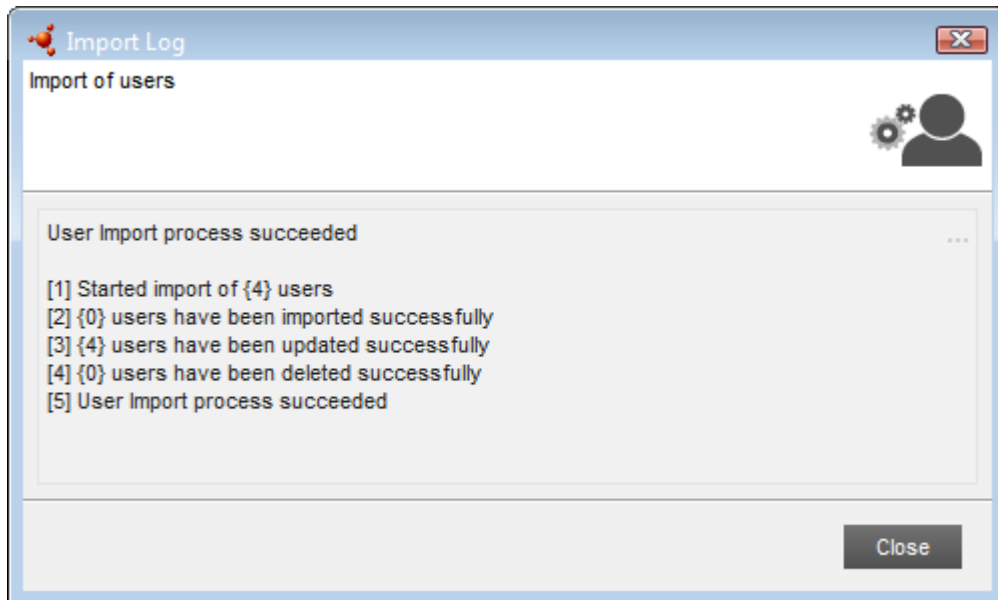 Import Log
Import of users
User Import process succeeded
...
[1] Started import of {4} users
[2] {0} users have been imported successfully
[3] {4} users have been updated successfully
[4] {0} users have been deleted successfully
[5] User Import process succeeded
Close